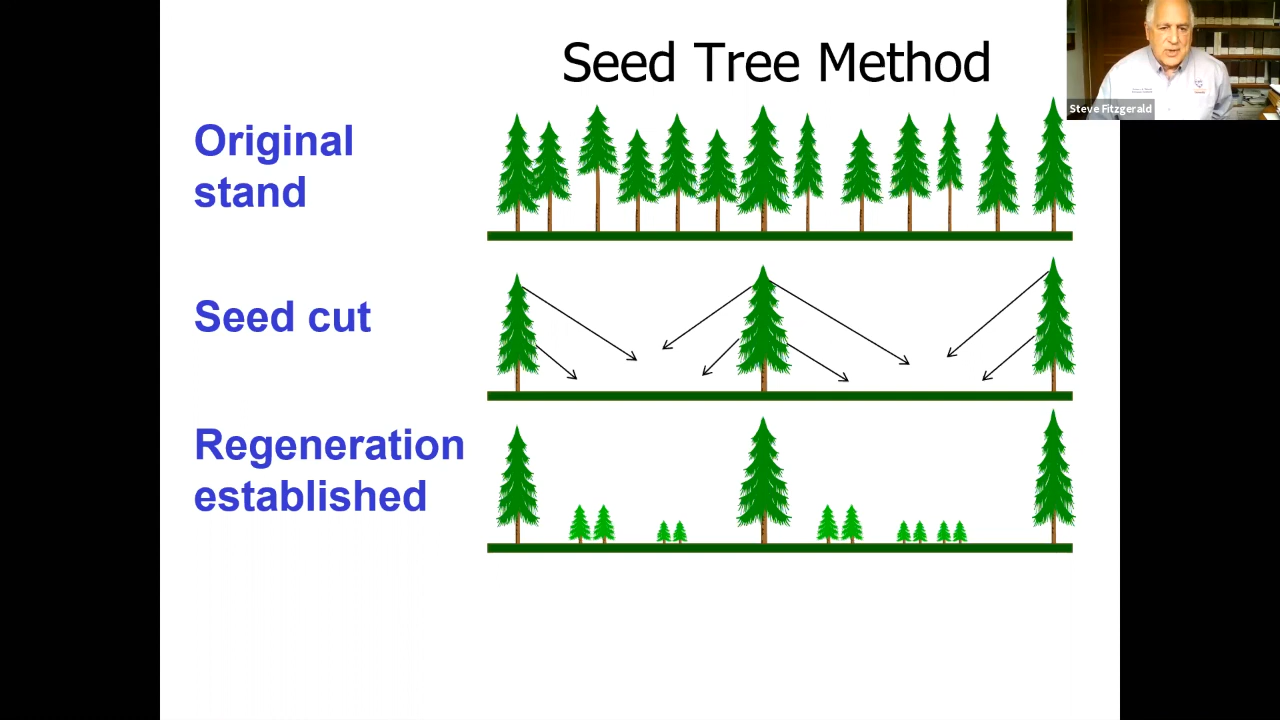 Seed Tree Method
Steve Fitzgerald
Original
stand
Seed cut
Regeneration
established